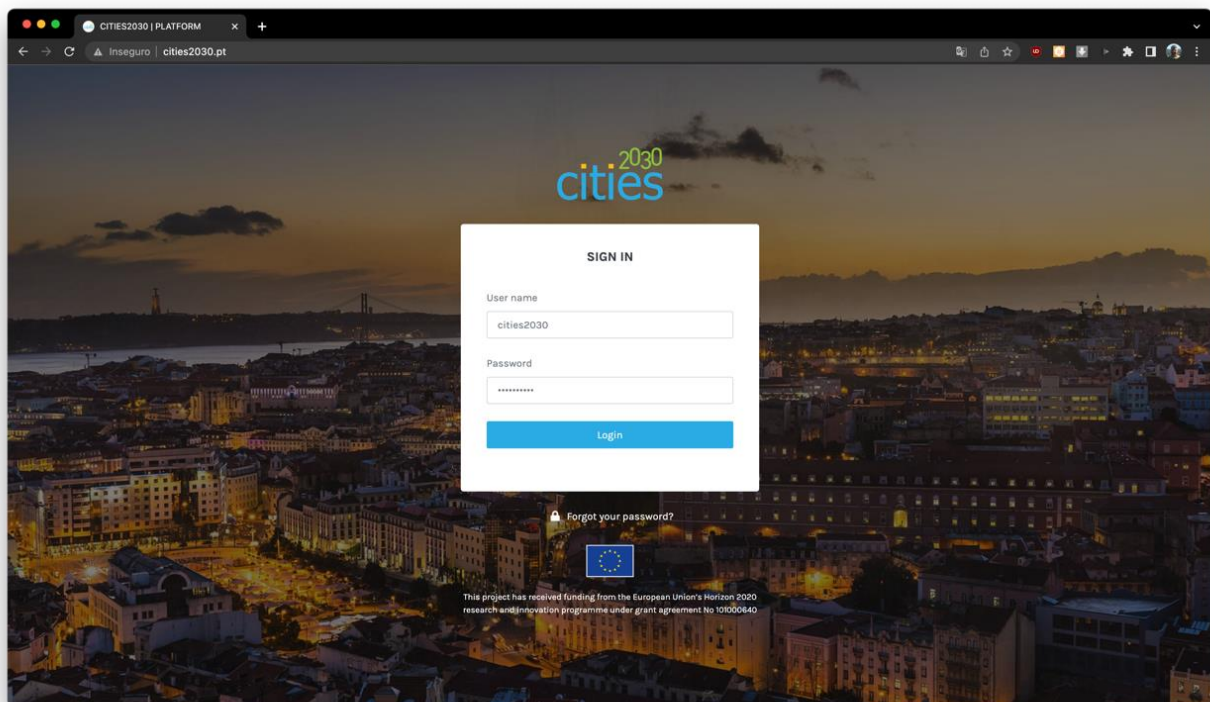 CITIES2030 | PLATFORM
Inseguro | cities2030.pt
2030
cities
SIGN IN
User name
cities2030
Password
••••••••••
Login
Forgot your password?
This project has received funding from the European Union's Horizon 2020
research and innovation programme under grant agreement No 101000640